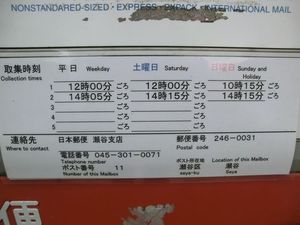 NONSTANDARD-SIZED・EXPRESS・EXPACK・INTERNATIONAL MAIL
取集時刻 平日 Weekday 土曜日 Saturday 日曜日 Sunday and
Collection times 休日 Holiday
1 12時00分ごろ 12時00分ごろ 10時15分ごろ
2 14時05分ごろ 14時15分ごろ 14時15分ごろ
3 ごろ ごろ ごろ
4 ごろ ごろ ごろ
5 ごろ ごろ ごろ
連絡先 日本郵便 瀬谷支店 郵便番号 246-0031
Where to contact Postal code
電話番号 045-301-0071 ポスト所在地 Location of this Mailbox
Telephone number 瀬谷区 瀬谷
ポスト番号 11 seya-ku Seya
Number of this Mailbox
便